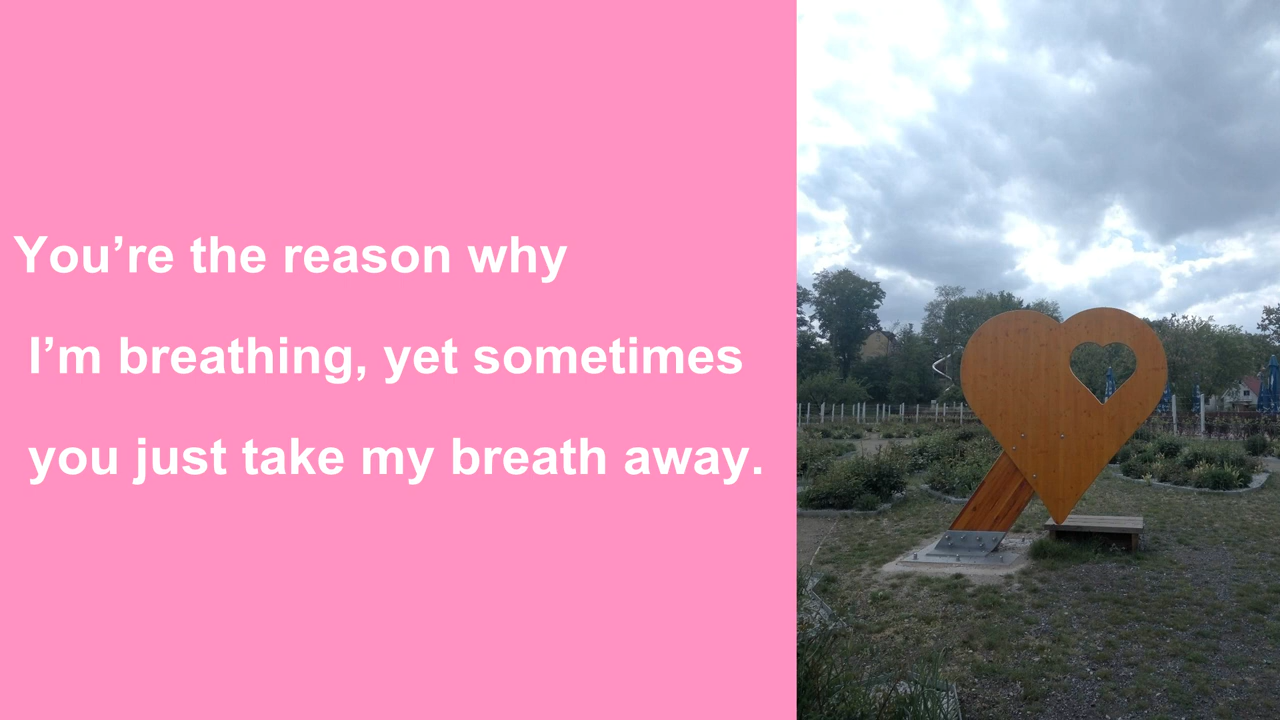 You’re the reason why
I’m breathing, yet sometimes
you just take my breath away.